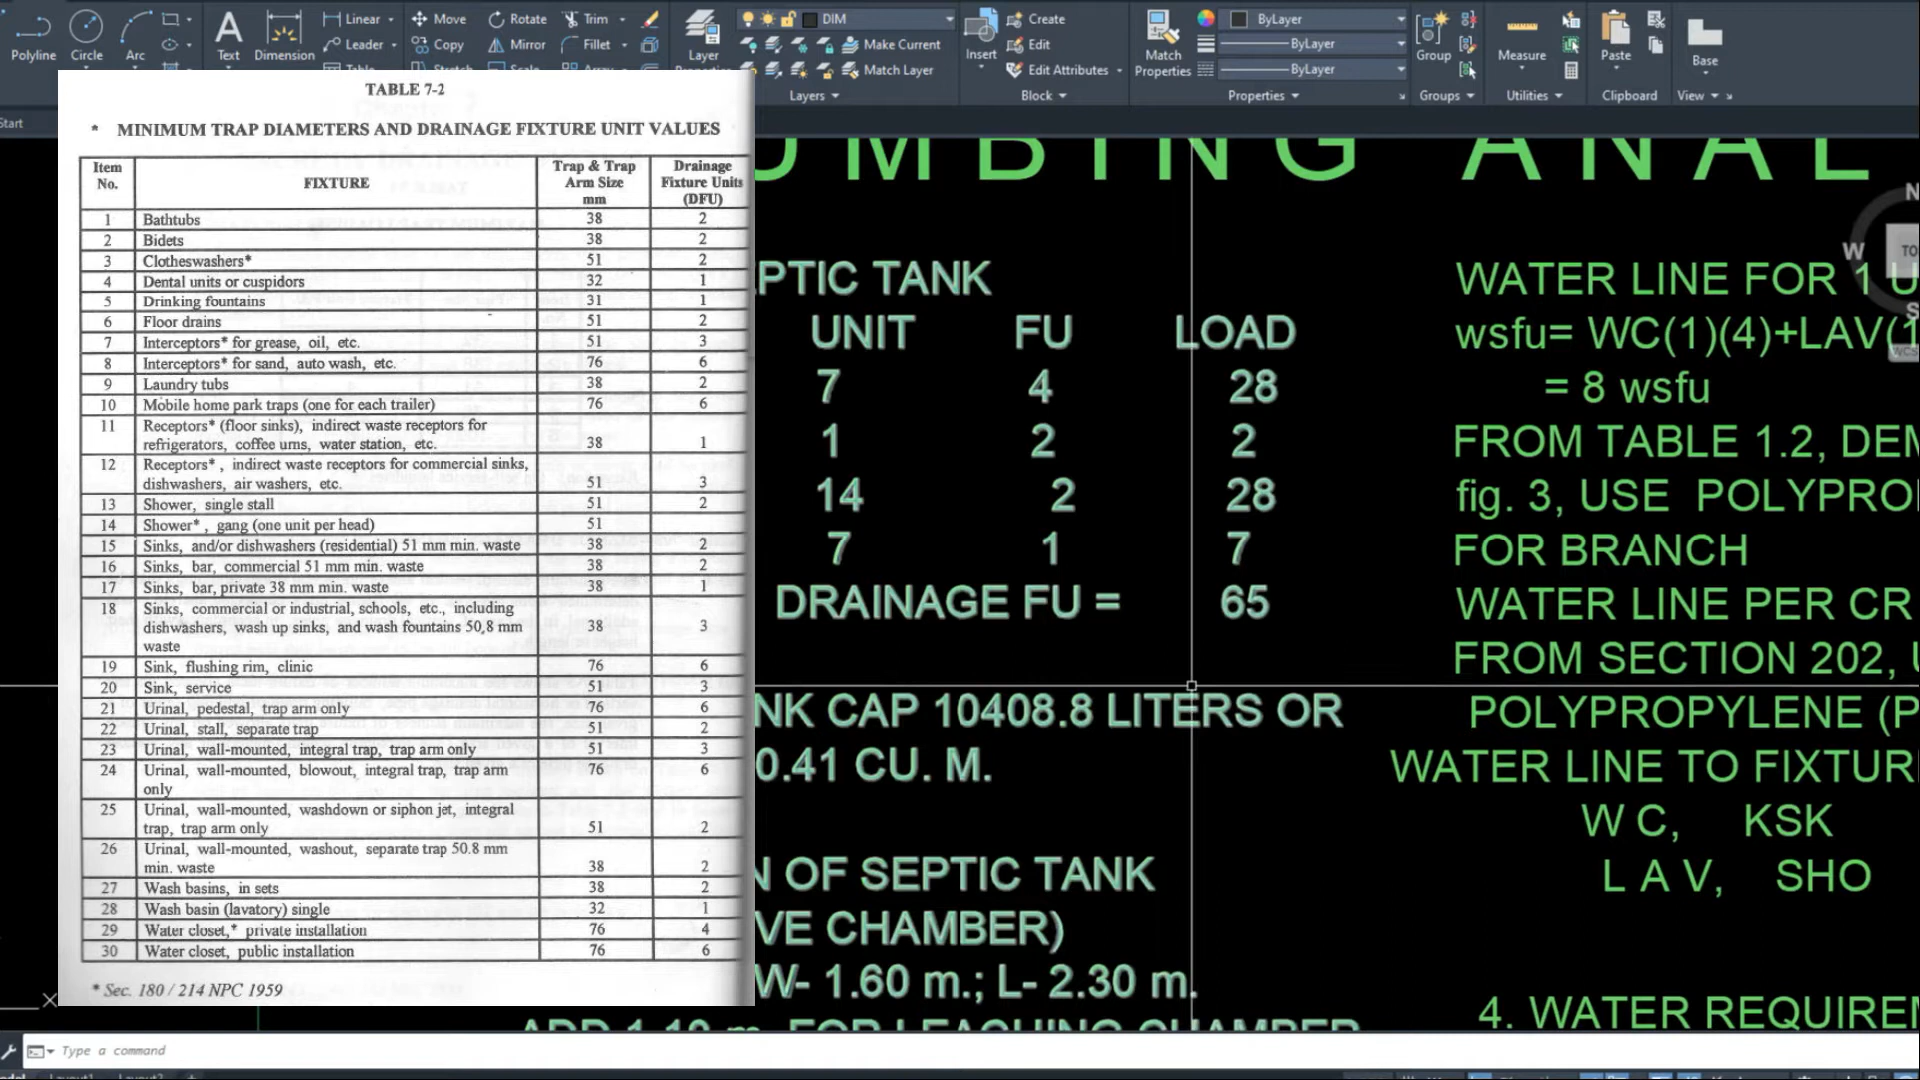 Polyline
Circle
Arc
Text
Dimension
Linear
Leader
Table
Move
Copy
Stretch
Rotate
Mirror
Scale
Trim
Fillet
Array
Layer
DIM
Make Current
Match Layer
Layers
Insert
Create
Edit
Edit Attributes
Block
Match
Properties
ByLayer
ByLayer
ByLayer
Properties
Group
Groups
Measure
Utilities
Paste
Clipboard
Base
View
Start
TABLE 7-2
* MINIMUM TRAP DIAMETERS AND DRAINAGE FIXTURE UNIT VALUES
Item No. FIXTURE Trap & Trap Arm Size mm Drainage Fixture Units (DFU)
1 Bathtubs 38 2
2 Bidets 38 2
3 Clotheswashers* 51 2
4 Dental units or cuspidors 32 1
5 Drinking fountains 31 1
6 Floor drains 51 2
7 Interceptors* for grease, oil, etc. 51 3
8 Interceptors* for sand, auto wash, etc. 76 6
9 Laundry tubs 38 2
10 Mobile home park traps (one for each trailer) 76 6
11 Receptors* (floor sinks), indirect waste receptors for
refrigerators, coffee urns, water station, etc. 38 1
12 Receptors* , indirect waste receptors for commercial sinks,
dishwashers, air washers, etc. 51 3
13 Shower, single stall 51 2
14 Shower* , gang (one unit per head) 51
15 Sinks, and/or dishwashers (residential) 51 mm min. waste 38 2
16 Sinks, bar, commercial 51 mm min. waste 38 2
17 Sinks, bar, private 38 mm min. waste 38 1
18 Sinks, commercial or industrial, schools, etc., including
dishwashers, wash up sinks, and wash fountains 50,8 mm 38 3
waste
19 Sink, flushing rim, clinic 76 6
20 Sink, service 51 3
21 Urinal, pedestal, trap arm only 76 6
22 Urinal, stall, separate trap 51 2
23 Urinal, wall-mounted, integral trap, trap arm only 51 3
24 Urinal, wall-mounted, blowout, integral trap, trap arm 76 6
only
25 Urinal, wall-mounted, washdown or siphon jet, integral
trap, trap arm only 51 2
26 Urinal, wall-mounted, washout, separate trap 50.8 mm
min. waste 38 2
27 Wash basins, in sets 38 2
28 Wash basin (lavatory) single 32 1
29 Water closet,* private installation 76 4
30 Water closet, public installation 76 6
* Sec. 180 / 214 NPC 1959
UMBING ANAL
EPTIC TANK
UNIT FU LOAD
7 4 28
1 2 2
14 2 28
7 1 7
DRAINAGE FU = 65
NK CAP 10408.8 LITERS OR
0.41 CU. M.
N OF SEPTIC TANK
VE CHAMBER)
W- 1.60 m.; L- 2.30 m.
ADD 1.10 m. FOR LEACHING CHAMBER
WATER LINE FOR 1 U
wsfu= WC(1)(4)+LAV(1
= 8 wsfu
FROM TABLE 1.2, DEM
fig. 3, USE POLYPRO
FOR BRANCH
WATER LINE PER CR
FROM SECTION 202, U
POLYPROPYLENE (P
WATER LINE TO FIXTUR
W C, KSK
L A V, SHO
4. WATER REQUIREM
N
W
TO
S
WCS
Type a command
Layout1
Layout2